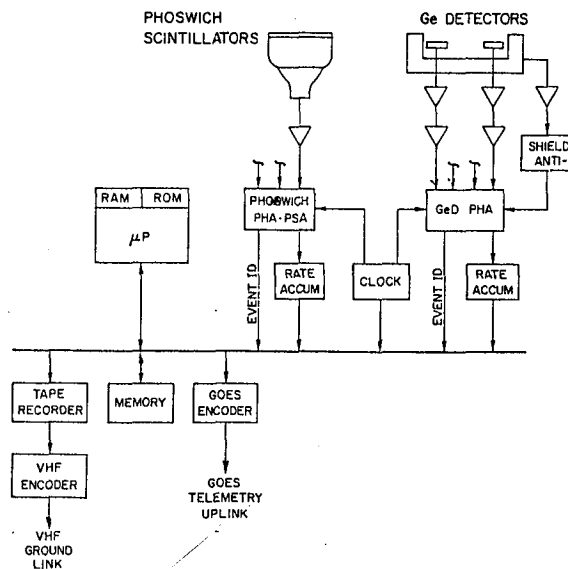 PHOSWICH
SCINTILLATORS
Ge DETECTORS
SHIELD
ANTI-
RAM
ROM
μP
PHOSWICH
PHA-PSA
GeD PHA
EVENT ID
RATE
ACCUM
CLOCK
EVENT ID
RATE
ACCUM
TAPE
RECORDER
MEMORY
GOES
ENCODER
VHF
ENCODER
GOES
TELEMETRY
UPLINK
VHF
GROUND
LINK